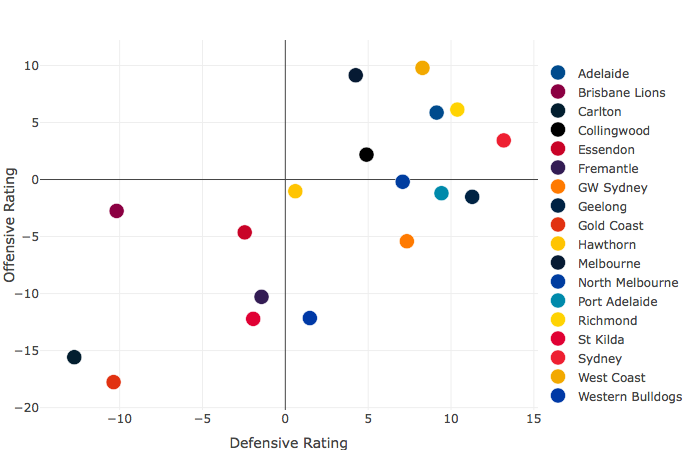 10
5
0
−5
−10
−15
−20
Offensive Rating
−10 −5 0 5 10 15
Defensive Rating
Adelaide
Brisbane Lions
Carlton
Collingwood
Essendon
Fremantle
GW Sydney
Geelong
Gold Coast
Hawthorn
Melbourne
North Melbourne
Port Adelaide
Richmond
St Kilda
Sydney
West Coast
Western Bulldogs